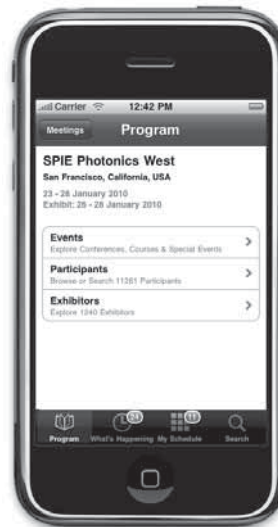 Carrier 12:42 PM
Meetings Program
SPIE Photonics West
San Francisco, California, USA
23 - 28 January 2010
Exhibit: 26 - 28 January 2010
Events
Explore Conferences, Courses & Special Events
Participants
Browse or Search 11261 Participants
Exhibitors
Explore 1240 Exhibitors
24 11
Program What's Happening My Schedule Search